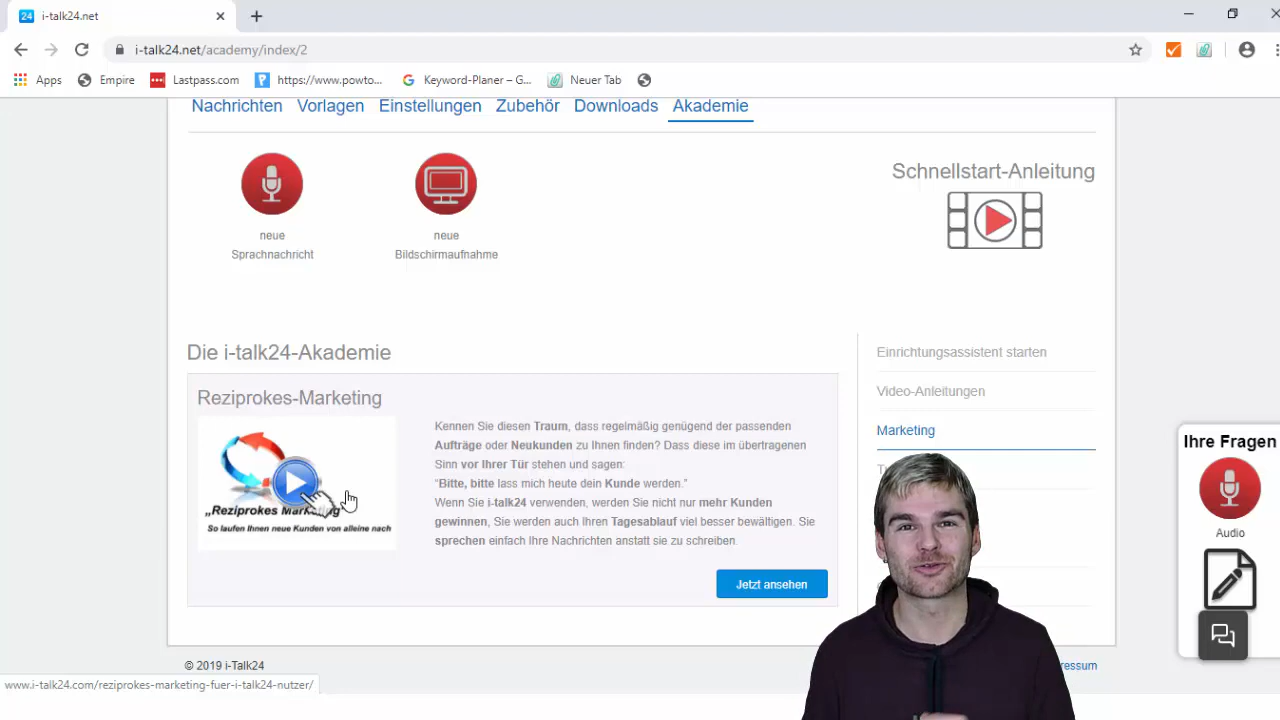 i-talk24.net
i-talk24.net/academy/index/2
Apps Empire Lastpass.com https://www.powto... Keyword-Planer – G... Neuer Tab
Nachrichten Vorlagen Einstellungen Zubehör Downloads Akademie
neue
Sprachnachricht
neue
Bildschirmaufnahme
Schnellstart-Anleitung
Die i-talk24-Akademie
Reziprokes-Marketing
„Reziprokes Marketing"
So laufen Ihnen neue Kunden von alleine nach
Kennen Sie diesen Traum, dass regelmäßig genügend der passenden
Aufträge oder Neukunden zu Ihnen finden? Dass diese im übertragenen
Sinn vor Ihrer Tür stehen und sagen:
"Bitte, bitte lass mich heute dein Kunde werden."
Wenn Sie i-talk24 verwenden, werden Sie nicht nur mehr Kunden
gewinnen, Sie werden auch Ihren Tagesablauf viel besser bewältigen. Sie
sprechen einfach Ihre Nachrichten anstatt sie zu schreiben.
Jetzt ansehen
Einrichtungsassistent starten
Video-Anleitungen
Marketing
Ihre Fragen
Audio
© 2019 i-Talk24
www.i-talk24.com/reziprokes-marketing-fuer-i-talk24-nutzer/